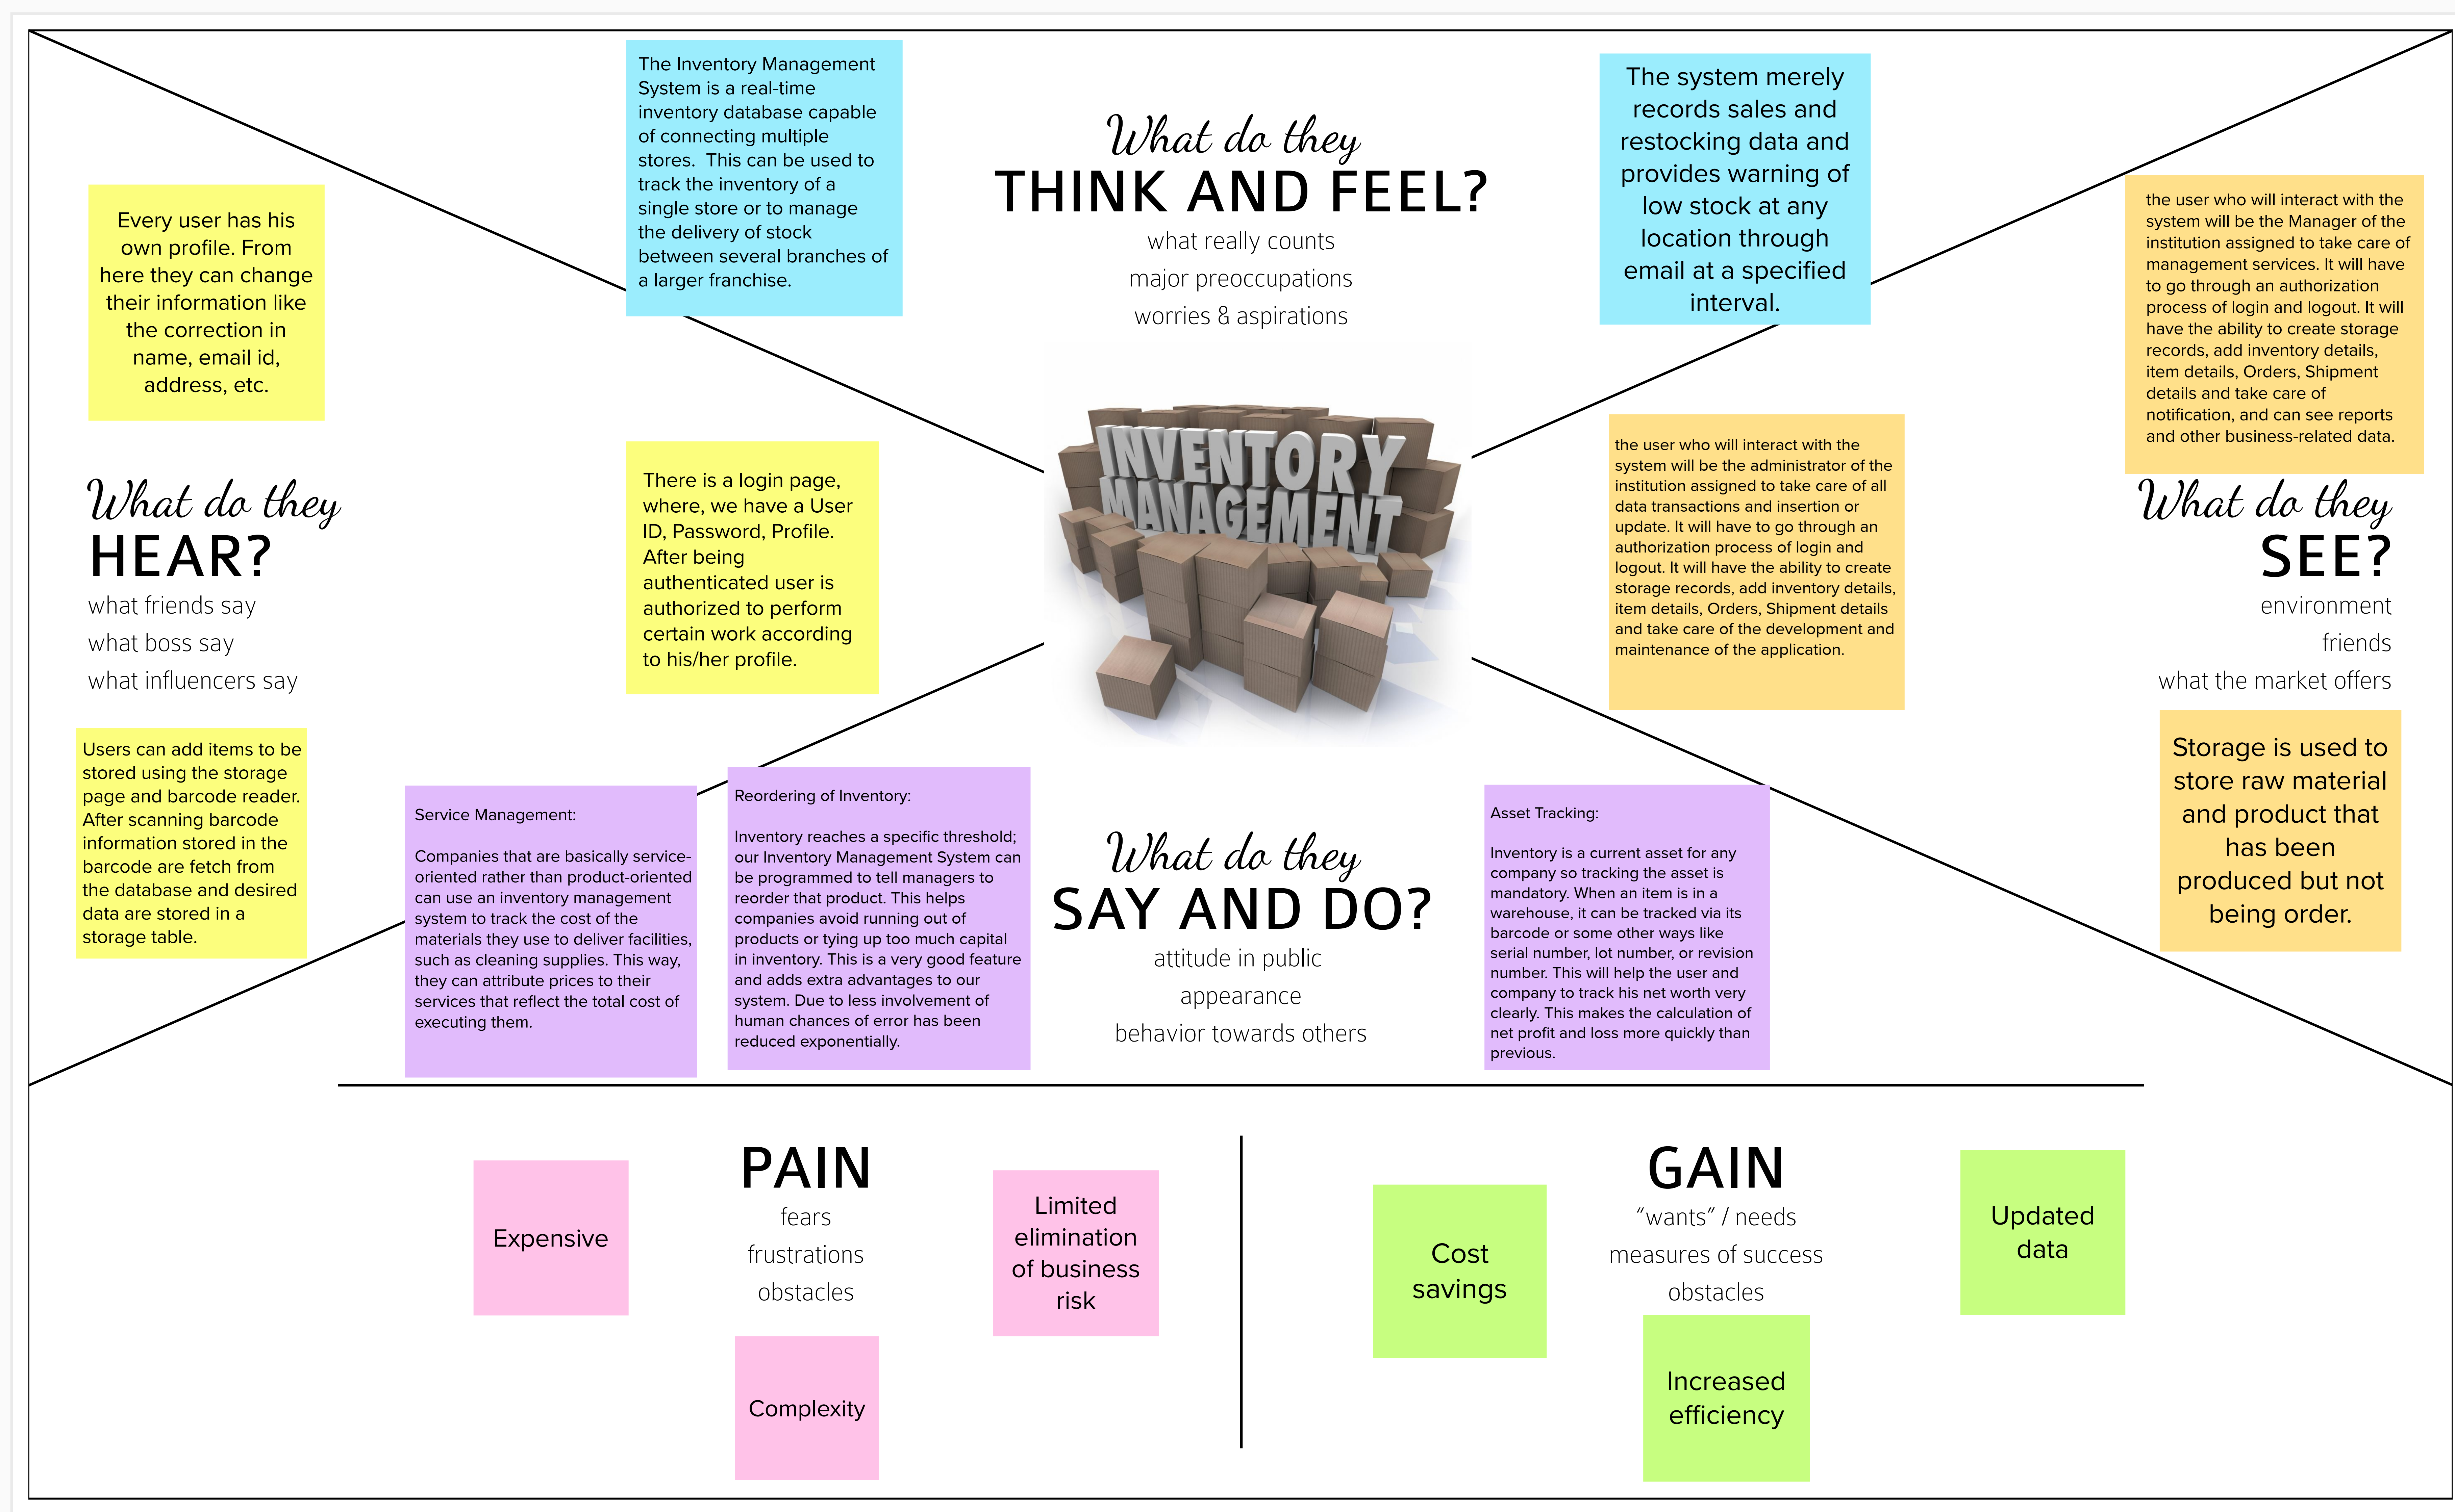 The Inventory Management
System is a real-time
inventory database capable
of connecting multiple
stores.  This can be used to
track the inventory of a
single store or to manage
the delivery of stock
between several branches of
a larger franchise.
What do they
THINK AND FEEL?
what really counts
major preoccupations
worries & aspirations
The system merely
records sales and
restocking data and
provides warning of
low stock at any
location through
email at a specified
interval.
Every user has his
own profile. From
here they can change
their information like
the correction in
name, email id,
address, etc.
What do they
HEAR?
what friends say
what boss say
what influencers say
There is a login page,
where, we have a User
ID, Password, Profile.
After being
authenticated user is
authorized to perform
certain work according
to his/her profile.
Users can add items to be
stored using the storage
page and barcode reader.
After scanning barcode
information stored in the
barcode are fetch from
the database and desired
data are stored in a
storage table.
INVENTORY
MANAGEMENT
the user who will interact with the
system will be the administrator of the
institution assigned to take care of all
data transactions and insertion or
update. It will have to go through an
authorization process of login and
logout. It will have the ability to create
storage records, add inventory details,
item details, Orders, Shipment details
and take care of the development and
maintenance of the application.
the user who will interact with the
system will be the Manager of the
institution assigned to take care of
management services. It will have
to go through an authorization
process of login and logout. It will
have the ability to create storage
records, add inventory details,
item details, Orders, Shipment
details and take care of
notification, and can see reports
and other business-related data.
What do they
SEE?
environment
friends
what the market offers
Storage is used to
store raw material
and product that
has been
produced but not
being order.
Service Management:
Companies that are basically service-
oriented rather than product-oriented
can use an inventory management
system to track the cost of the
materials they use to deliver facilities,
such as cleaning supplies. This way,
they can attribute prices to their
services that reflect the total cost of
executing them.
Reordering of Inventory:
Inventory reaches a specific threshold;
our Inventory Management System can
be programmed to tell managers to
reorder that product. This helps
companies avoid running out of
products or tying up too much capital
in inventory. This is a very good feature
and adds extra advantages to our
system. Due to less involvement of
human chances of error has been
reduced exponentially.
What do they
SAY AND DO?
attitude in public
appearance
behavior towards others
Asset Tracking:
Inventory is a current asset for any
company so tracking the asset is
mandatory. When an item is in a
warehouse, it can be tracked via its
barcode or some other ways like
serial number, lot number, or revision
number. This will help the user and
company to track his net worth very
clearly. This makes the calculation of
net profit and loss more quickly than
previous.
PAIN
fears
frustrations
obstacles
Expensive
Limited
elimination
of business
risk
Complexity
GAIN
“wants” / needs
measures of success
obstacles
Cost
savings
Updated
data
Increased
efficiency